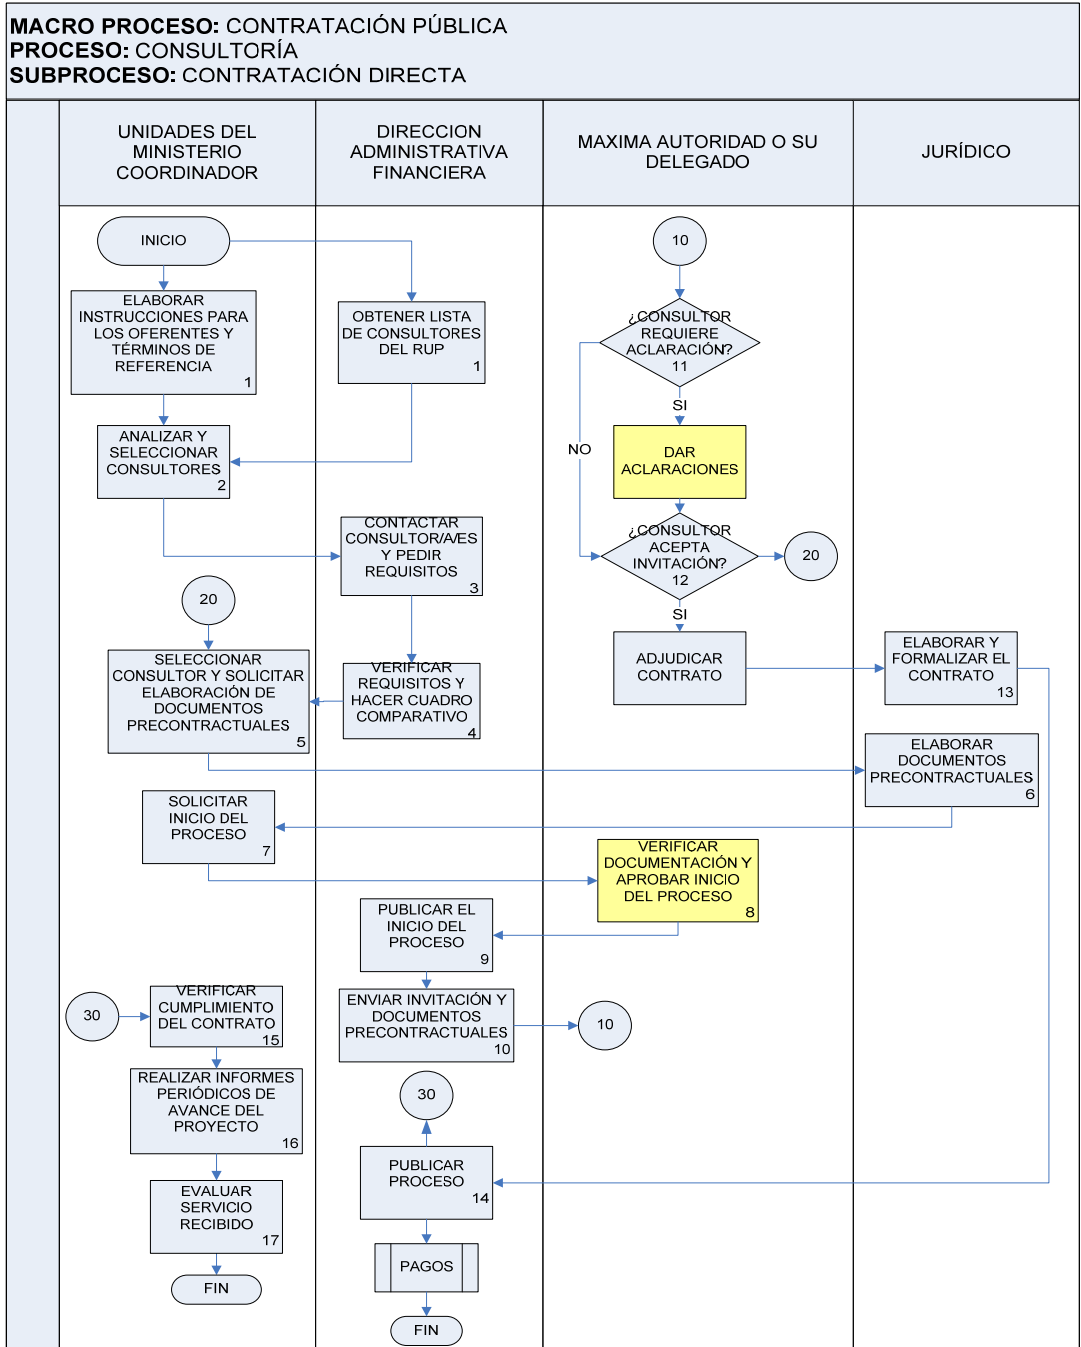 MACRO PROCESO: CONTRATACIÓN PÚBLICA
PROCESO: CONSULTORÍA
SUBPROCESO: CONTRATACIÓN DIRECTA
UNIDADES DEL
MINISTERIO
COORDINADOR
DIRECCION
ADMINISTRATIVA
FINANCIERA
MAXIMA AUTORIDAD O SU
DELEGADO
JURÍDICO
INICIO
10
ELABORAR
INSTRUCCIONES PARA
LOS OFERENTES Y
TÉRMINOS DE
REFERENCIA
1
OBTENER LISTA
DE CONSULTORES
DEL RUP
1
¿CONSULTOR
REQUIERE
ACLARACIÓN?
11
SI
NO
ANALIZAR Y
SELECCIONAR
CONSULTORES
2
DAR
ACLARACIONES
CONTACTAR
CONSULTOR/A/ES
Y PEDIR
REQUISITOS
3
¿CONSULTOR
ACEPTA
INVITACIÓN?
12
20
SI
20
SELECCIONAR
CONSULTOR Y SOLICITAR
ELABORACIÓN DE
DOCUMENTOS
PRECONTRACTUALES
5
VERIFICAR
REQUISITOS Y
HACER CUADRO
COMPARATIVO
4
ADJUDICAR
CONTRATO
ELABORAR Y
FORMALIZAR EL
CONTRATO
13
ELABORAR
DOCUMENTOS
PRECONTRACTUALES
6
SOLICITAR
INICIO DEL
PROCESO
7
VERIFICAR
DOCUMENTACIÓN Y
APROBAR INICIO
DEL PROCESO
8
PUBLICAR EL
INICIO DEL
PROCESO
9
30
VERIFICAR
CUMPLIMIENTO
DEL CONTRATO
15
ENVIAR INVITACIÓN Y
DOCUMENTOS
PRECONTRACTUALES
10
10
REALIZAR INFORMES
PERIÓDICOS DE
AVANCE DEL
PROYECTO
16
30
PUBLICAR
PROCESO
14
EVALUAR
SERVICIO
RECIBIDO
17
PAGOS
FIN
FIN